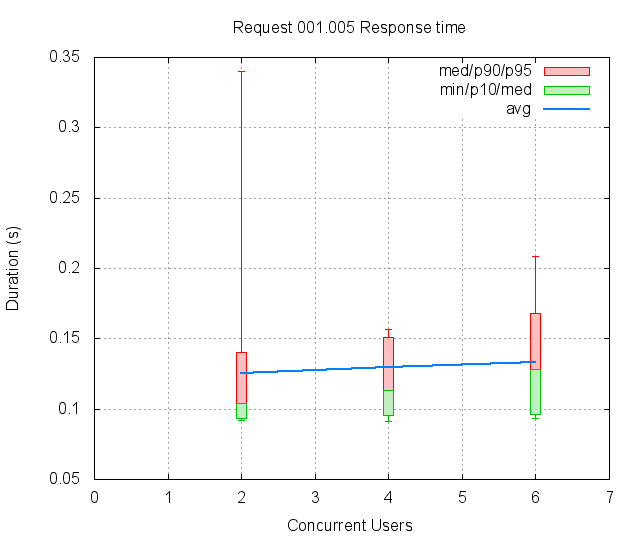 Request 001.005 Response time
0.35
0.3
0.25
0.2
0.15
0.1
0.05
Duration (s)
med/p90/p95
min/p10/med
avg
0 1 2 3 4 5 6 7
Concurrent Users